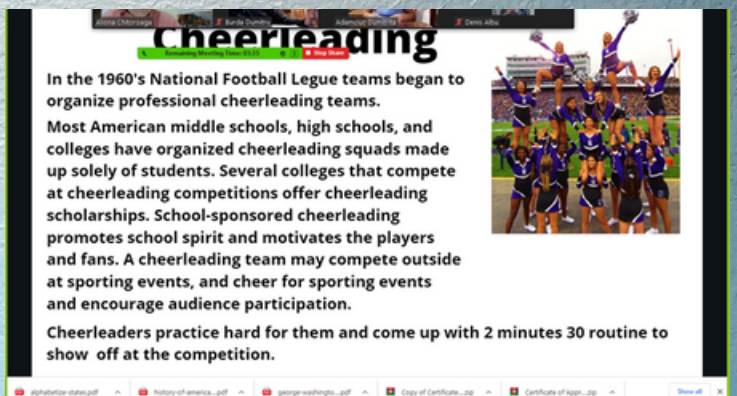 Aliona Chitoroaga
Burda Dumitru
Adamciuc Dumitrita
Denis Albu
Cheerleading
Remaining Meeting Time: 03:35
Stop Share
In the 1960's National Football Legue teams began to
organize professional cheerleading teams.
Most American middle schools, high schools, and
colleges have organized cheerleading squads made
up solely of students. Several colleges that compete
at cheerleading competitions offer cheerleading
scholarships. School-sponsored cheerleading
promotes school spirit and motivates the players
and fans. A cheerleading team may compete outside
at sporting events, and cheer for sporting events
and encourage audience participation.
Cheerleaders practice hard for them and come up with 2 minutes 30 routine to
show off at the competition.
alphabetize-states.pdf
history-of-america....pdf
george-washingto....pdf
Copy of Certificate...zip
Certificate of Appr...zip
Show all